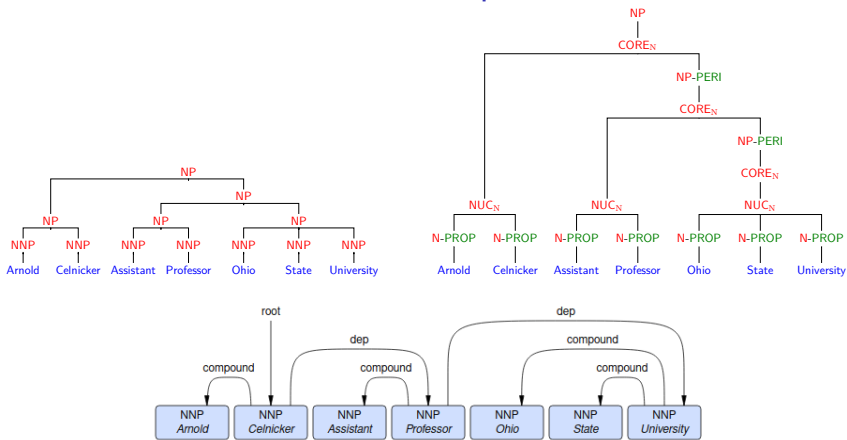 NP
CORE_N
NP-PERI
CORE_N
NP-PERI
CORE_N
NUC_N NUC_N NUC_N
N-PROP N-PROP N-PROP N-PROP N-PROP N-PROP N-PROP
Arnold Celnicker Assistant Professor Ohio State University
NP
NP
NP NP NP
NNP NNP NNP NNP NNP NNP NNP
Arnold Celnicker Assistant Professor Ohio State University
root dep
dep compound
compound compound compound
NNP NNP NNP NNP NNP NNP NNP
Arnold Celnicker Assistant Professor Ohio State University